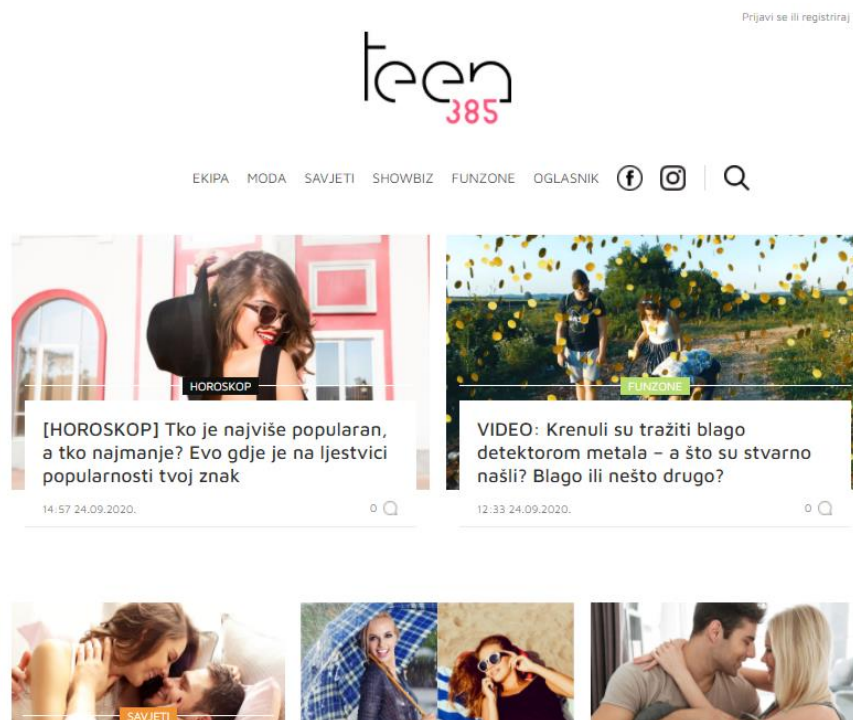 Prijavi se ili registriraj
teen
385
EKIPA MODA SAVJETI SHOWBIZ FUNZONE OGLASNIK
HOROSKOP
[HOROSKOP] Tko je najviše popularan,
a tko najmanje? Evo gdje je na ljestvici
popularnosti tvoj znak
14:57 24.09.2020.
0
FUNZONE
VIDEO: Krenuli su tražiti blago
detektorom metala – a što su stvarno
našli? Blago ili nešto drugo?
12:33 24.09.2020.
0
SAVJETI